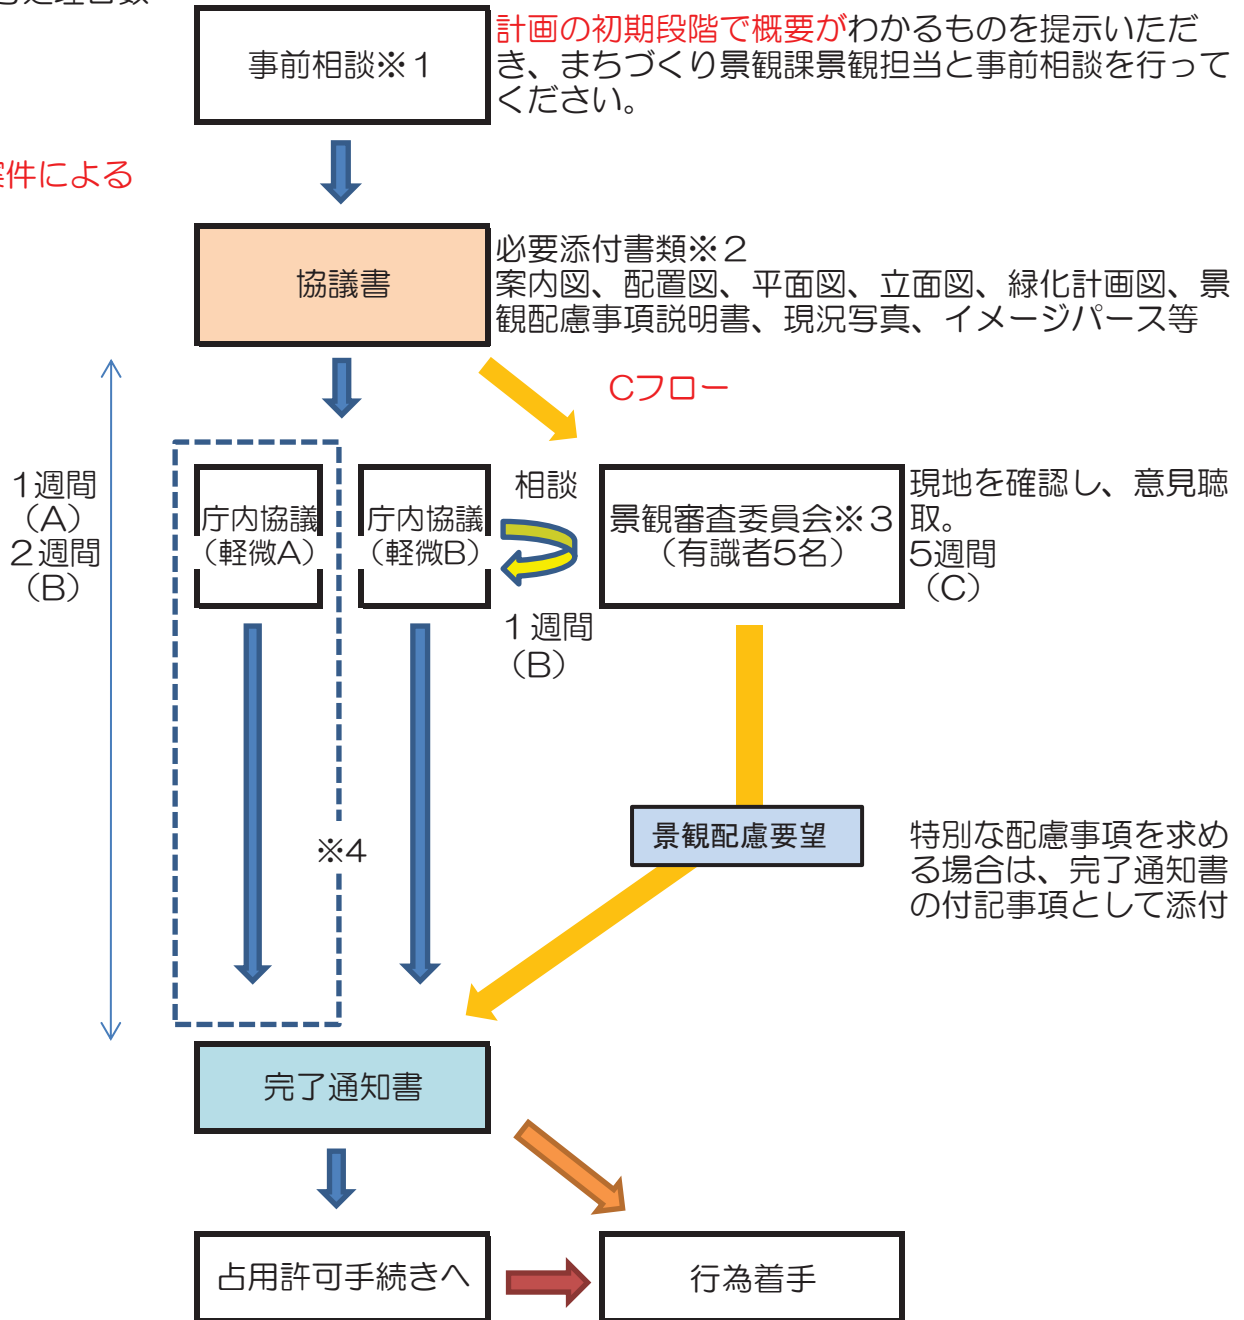 事前相談※１
計画の初期段階で概要がわかるものを提示いただ
き、まちづくり景観課景観担当と事前相談を行って
ください。
案件による
協議書
必要添付書類※２
案内図、配置図、平面図、立面図、緑化計画図、景
観配慮事項説明書、現況写真、イメージパース等
Cフロー
1週間
（A）
２週間
（B）
庁内協議
（軽微A）
庁内協議
（軽微B）
相談
１週間
（B）
景観審査委員会※３
（有識者5名）
現地を確認し、意見聴
取。
5週間
（C）
※4
景観配慮要望
特別な配慮事項を求め
る場合は、完了通知書
の付記事項として添付
完了通知書
占用許可手続きへ
行為着手